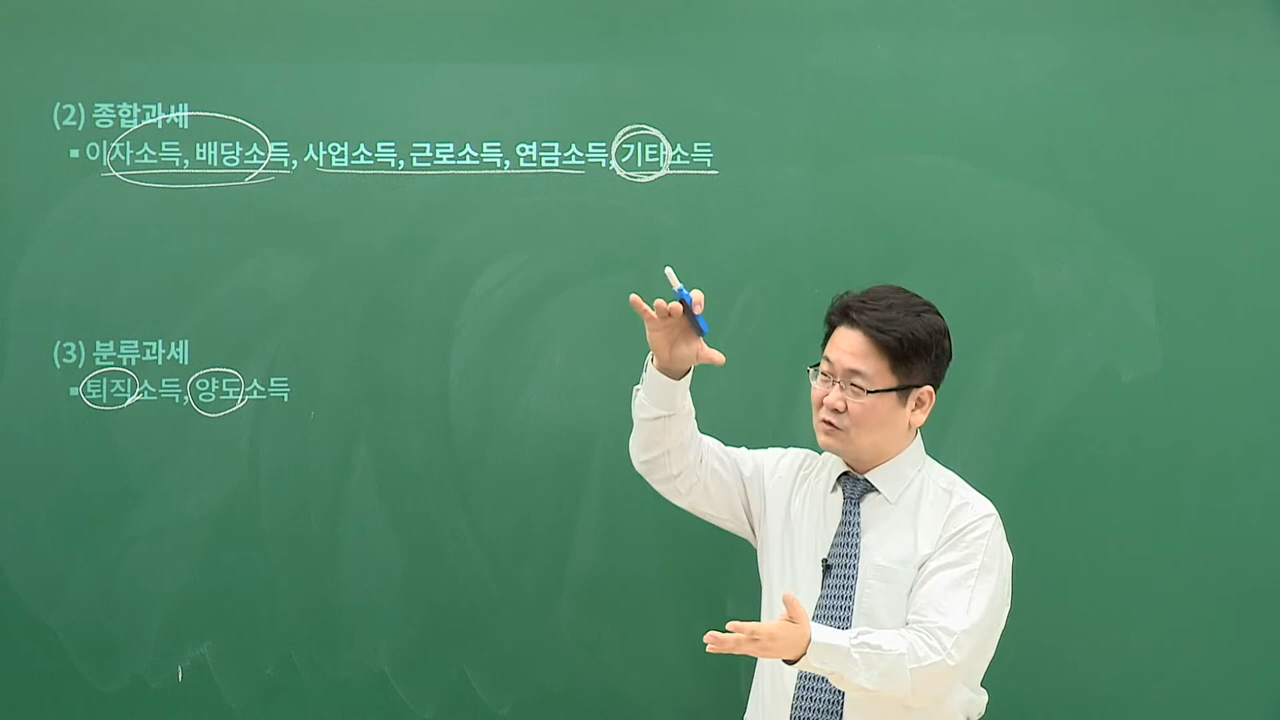 (2) 종합과세
▪ 이자소득, 배당소득, 사업소득, 근로소득, 연금소득, 기타소득
(3) 분류과세
▪ 퇴직소득, 양도소득